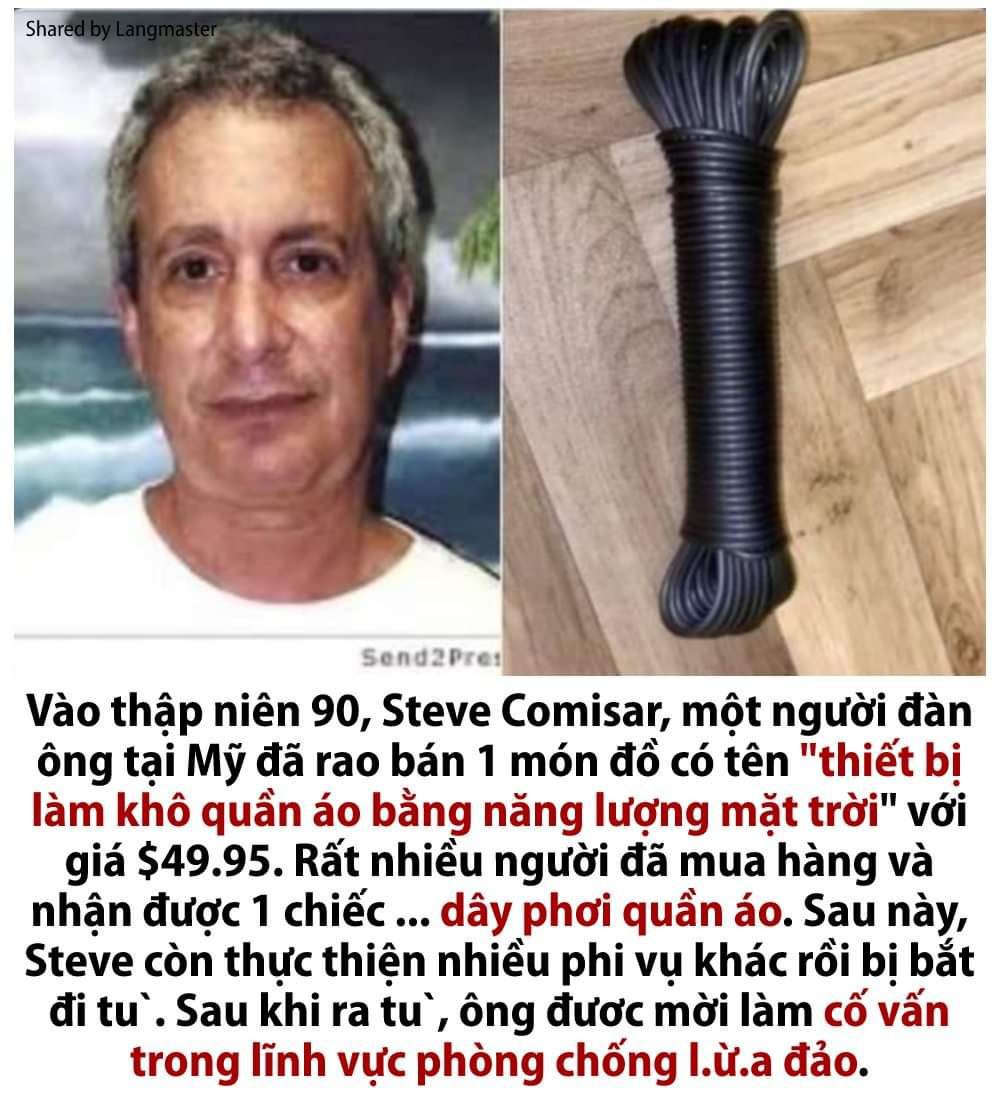 Shared by Langmaster
Send2Pres
Vào thập niên 90, Steve Comisar, một người đàn
ông tại Mỹ đã rao bán 1 món đồ có tên "thiết bị
làm khô quần áo bằng năng lượng mặt trời" với
giá $49.95. Rất nhiều người đã mua hàng và
nhận được 1 chiếc ... dây phơi quần áo. Sau này,
Steve còn thực thiện nhiều phi vụ khác rồi bị bắt
đi tu`. Sau khi ra tu`, ông đươc mời làm cố vấn
trong lĩnh vực phòng chống l.ừ.a đảo.